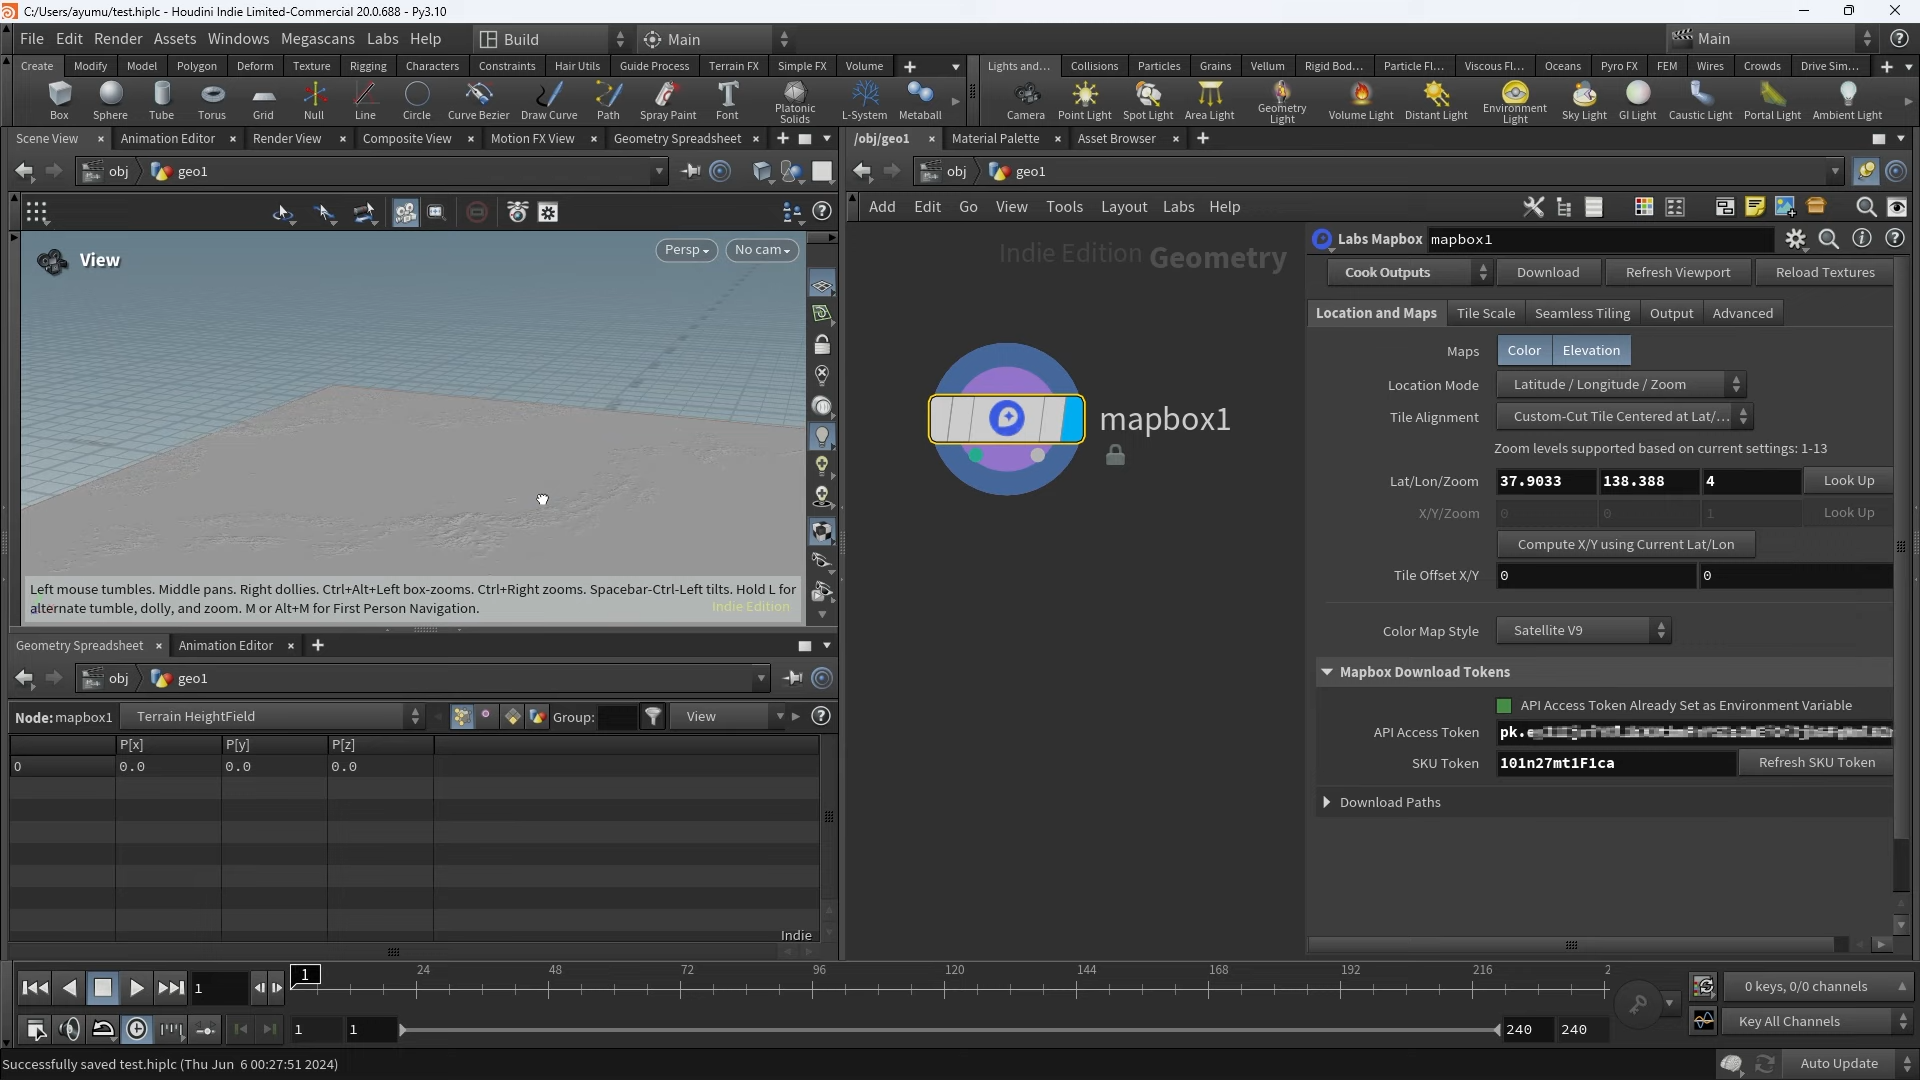 C:/Users/ayumu/test.hiplc - Houdini Indie Limited-Commercial 20.0.688 - Py3.10
File Edit Render Assets Windows Megascans Labs Help Build Main Main
Create Modify Model Polygon Deform Texture Rigging Characters Constraints Hair Utils Guide Process Terrain FX Simple FX Volume
Lights and... Collisions Particles Grains Vellum Rigid Bod... Particle Fl... Viscous Fl... Oceans Pyro FX FEM Wires Crowds Drive Sim...
Box Sphere Tube Torus Grid Null Line Circle Curve Bezier Draw Curve Path Spray Paint Font Platonic Solids L-System Metaball
Camera Point Light Spot Light Area Light Geometry Light Volume Light Distant Light Environment Light Sky Light GI Light Caustic Light Portal Light Ambient Light
Scene View Animation Editor Render View Composite View Motion FX View Geometry Spreadsheet
/obj/geo1 Material Palette Asset Browser
obj geo1
obj geo1
Add Edit Go View Tools Layout Labs Help
View
Persp No cam
Left mouse tumbles. Middle pans. Right dollies. Ctrl+Alt+Left box-zooms. Ctrl+Right zooms. Spacebar-Ctrl-Left tilts. Hold L for
alternate tumble, dolly, and zoom. M or Alt+M for First Person Navigation.
Indie Edition
Indie Edition Geometry
mapbox1
Labs Mapbox mapbox1
Cook Outputs Download Refresh Viewport Reload Textures
Location and Maps Tile Scale Seamless Tiling Output Advanced
Maps Color Elevation
Location Mode Latitude / Longitude / Zoom
Tile Alignment Custom-Cut Tile Centered at Lat/...
Zoom levels supported based on current settings: 1-13
Lat/Lon/Zoom 37.9033 138.388 4 Look Up
X/Y/Zoom 0 0 1 Look Up
Compute X/Y using Current Lat/Lon
Tile Offset X/Y 0 0
Color Map Style Satellite V9
Mapbox Download Tokens
API Access Token Already Set as Environment Variable
API Access Token pk.e
SKU Token 101n27mt1F1ca Refresh SKU Token
Download Paths
Geometry Spreadsheet Animation Editor
obj geo1
Node: mapbox1 Terrain HeightField Group: View
P[x] P[y] P[z]
0 0.0 0.0 0.0
Indie
1 24 48 72 96 120 144 168 192 216 2
1
0 keys, 0/0 channels
1 1 240 240
Key All Channels
Successfully saved test.hiplc (Thu Jun 6 00:27:51 2024)
Auto Update